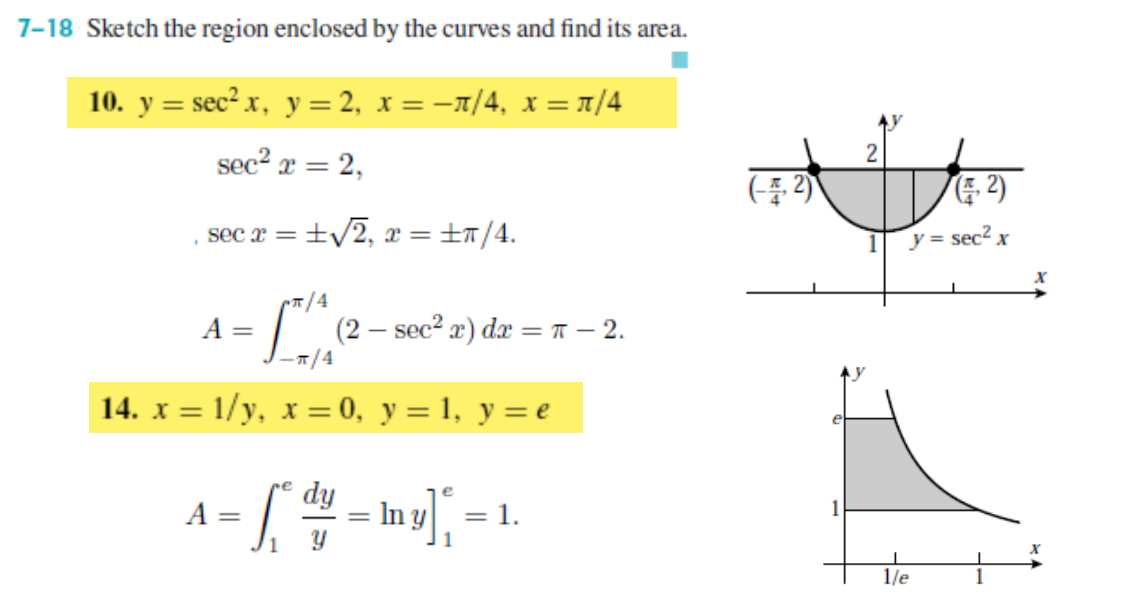 7–18 Sketch the region enclosed by the curves and find its area.
10. y = sec² x, y = 2, x = −π/4, x = π/4
sec² x = 2,
sec x = ±√2, x = ±π/4.
A = ∫_{−π/4}^{π/4} (2 − sec² x) dx = π − 2.
y
2
(−π/4, 2)
(π/4, 2)
1
y = sec² x
x
14. x = 1/y, x = 0, y = 1, y = e
A = ∫_1^e dy/y = ln y]_1^e = 1.
y
e
1
x
1/e
1